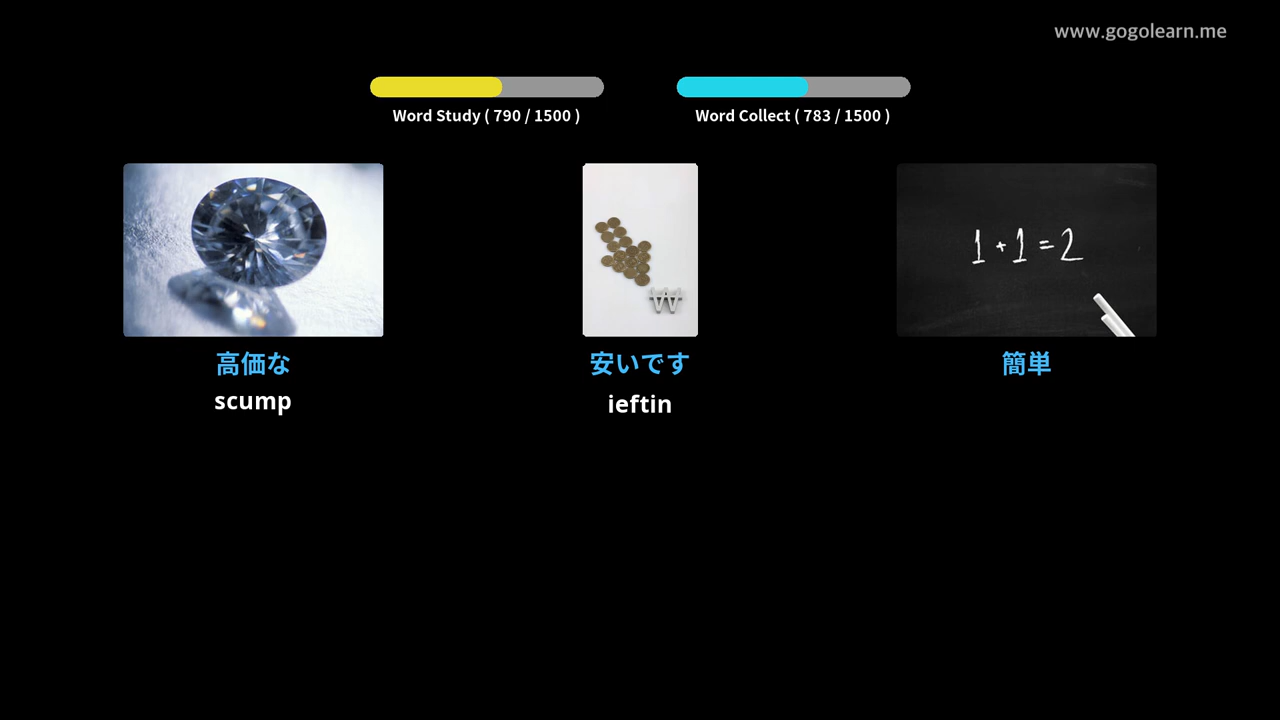 www.gogolearn.me
Word Study ( 790 / 1500 )
Word Collect ( 783 / 1500 )
1 + 1 = 2
₩
高価な
安いです
簡単
scump
ieftin